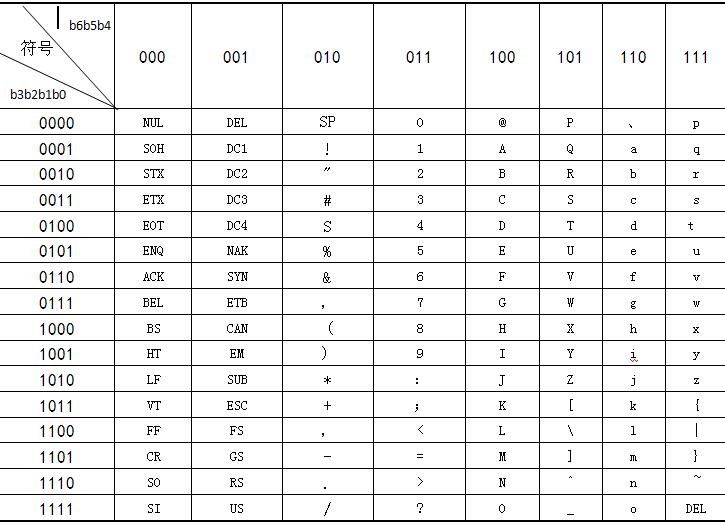 b6b5b4
符号
b3b2b1b0
000 001 010 011 100 101 110 111
0000 NUL DEL SP 0 @ P 、 p
0001 SOH DC1 ! 1 A Q a q
0010 STX DC2 " 2 B R b r
0011 ETX DC3 # 3 C S c s
0100 EOT DC4 S 4 D T d t
0101 ENQ NAK % 5 E U e u
0110 ACK SYN & 6 F V f v
0111 BEL ETB , 7 G W g w
1000 BS CAN ( 8 H X h x
1001 HT EM ) 9 I Y i y
1010 LF SUB * : J Z j z
1011 VT ESC + ; K [ k {
1100 FF FS , < L \ l |
1101 CR GS - = M ] m }
1110 SO RS . > N ^ n ~
1111 SI US / ? O _ o DEL